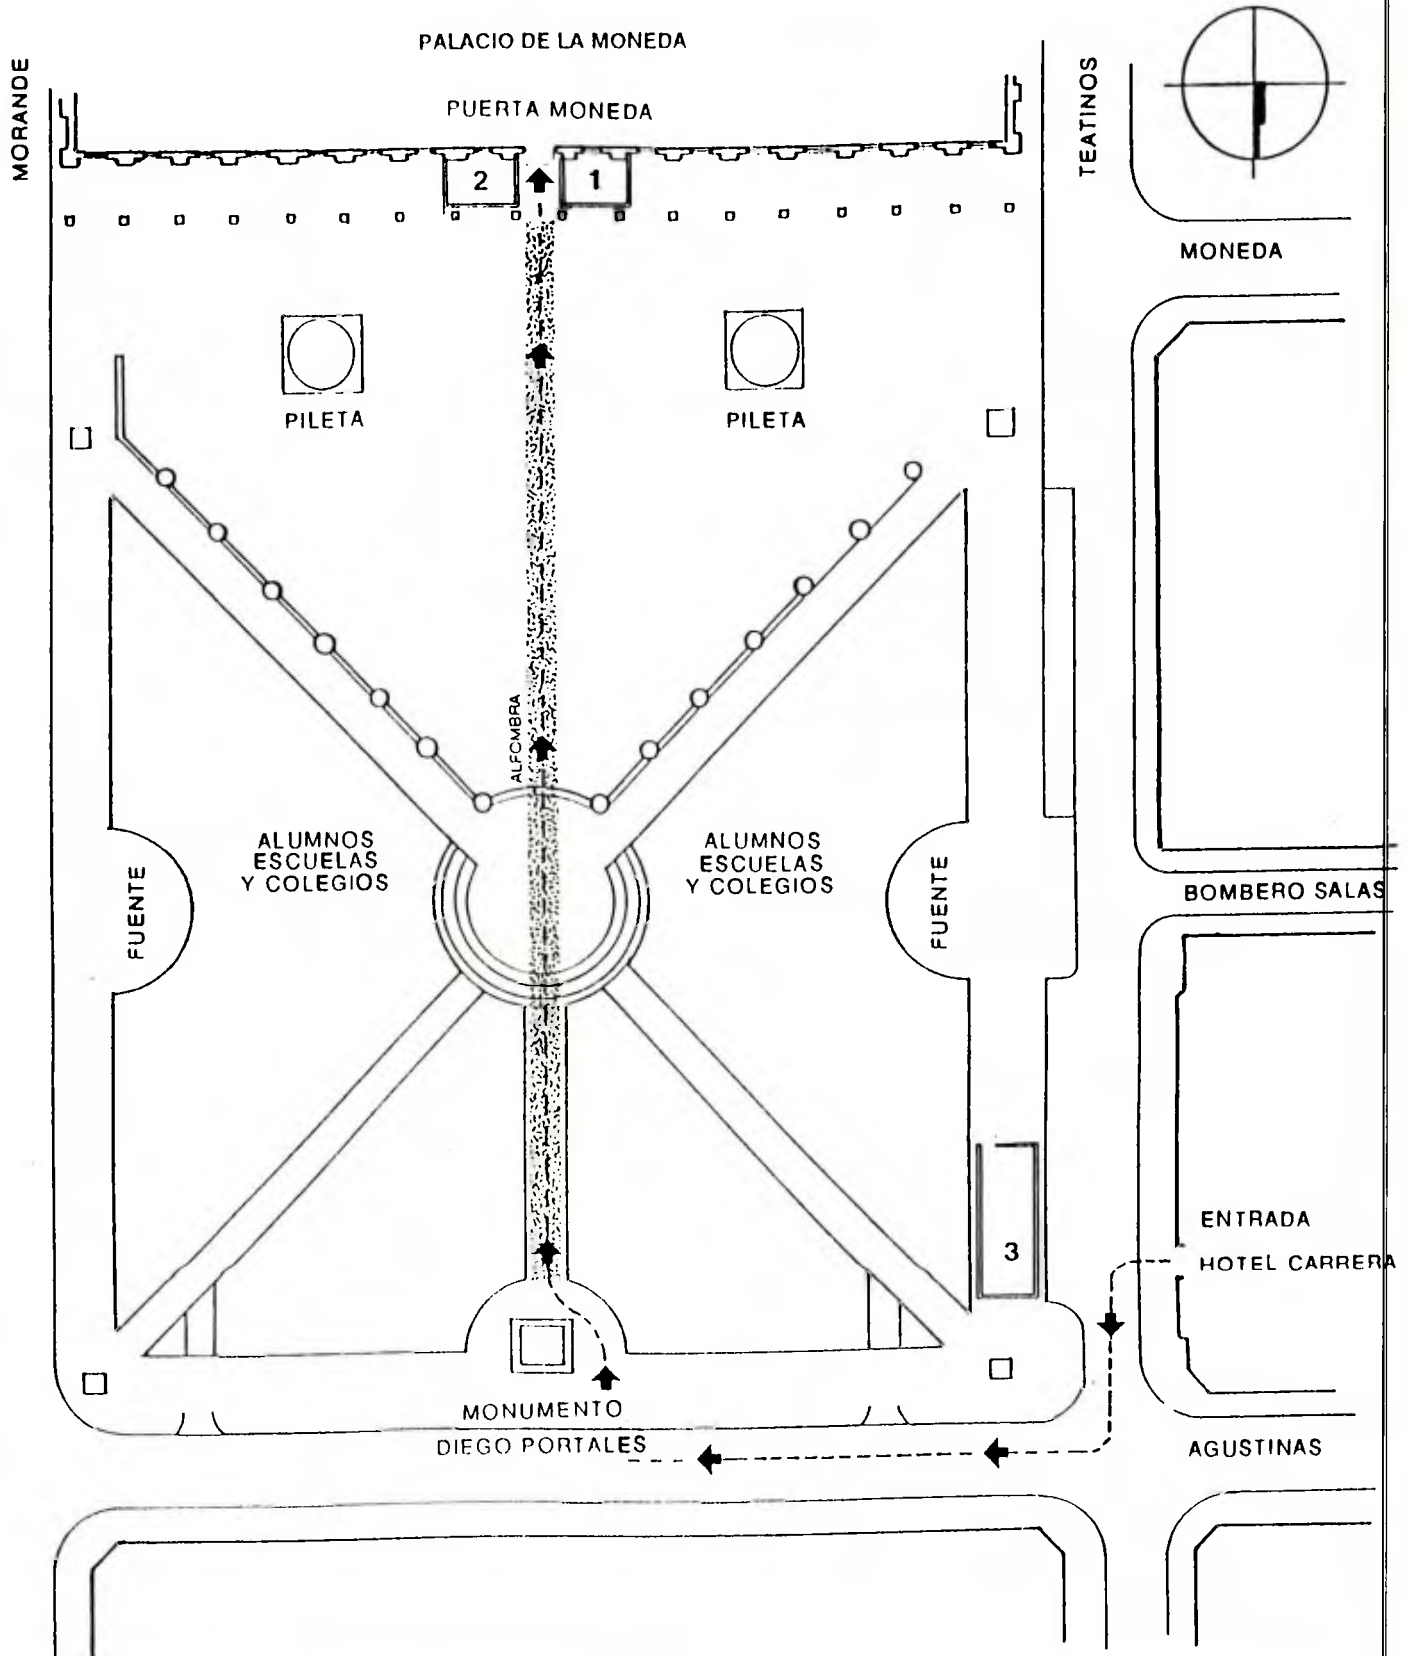 PALACIO DE LA MONEDA
MORANDE
TEATINOS
PUERTA MONEDA
2
1
MONEDA
PILETA
PILETA
ALFOMBRA
ALUMNOS
ESCUELAS
Y COLEGIOS
ALUMNOS
ESCUELAS
Y COLEGIOS
FUENTE
FUENTE
BOMBERO SALAS
ENTRADA
HOTEL CARRERA
3
MONUMENTO
DIEGO PORTALES
AGUSTINAS